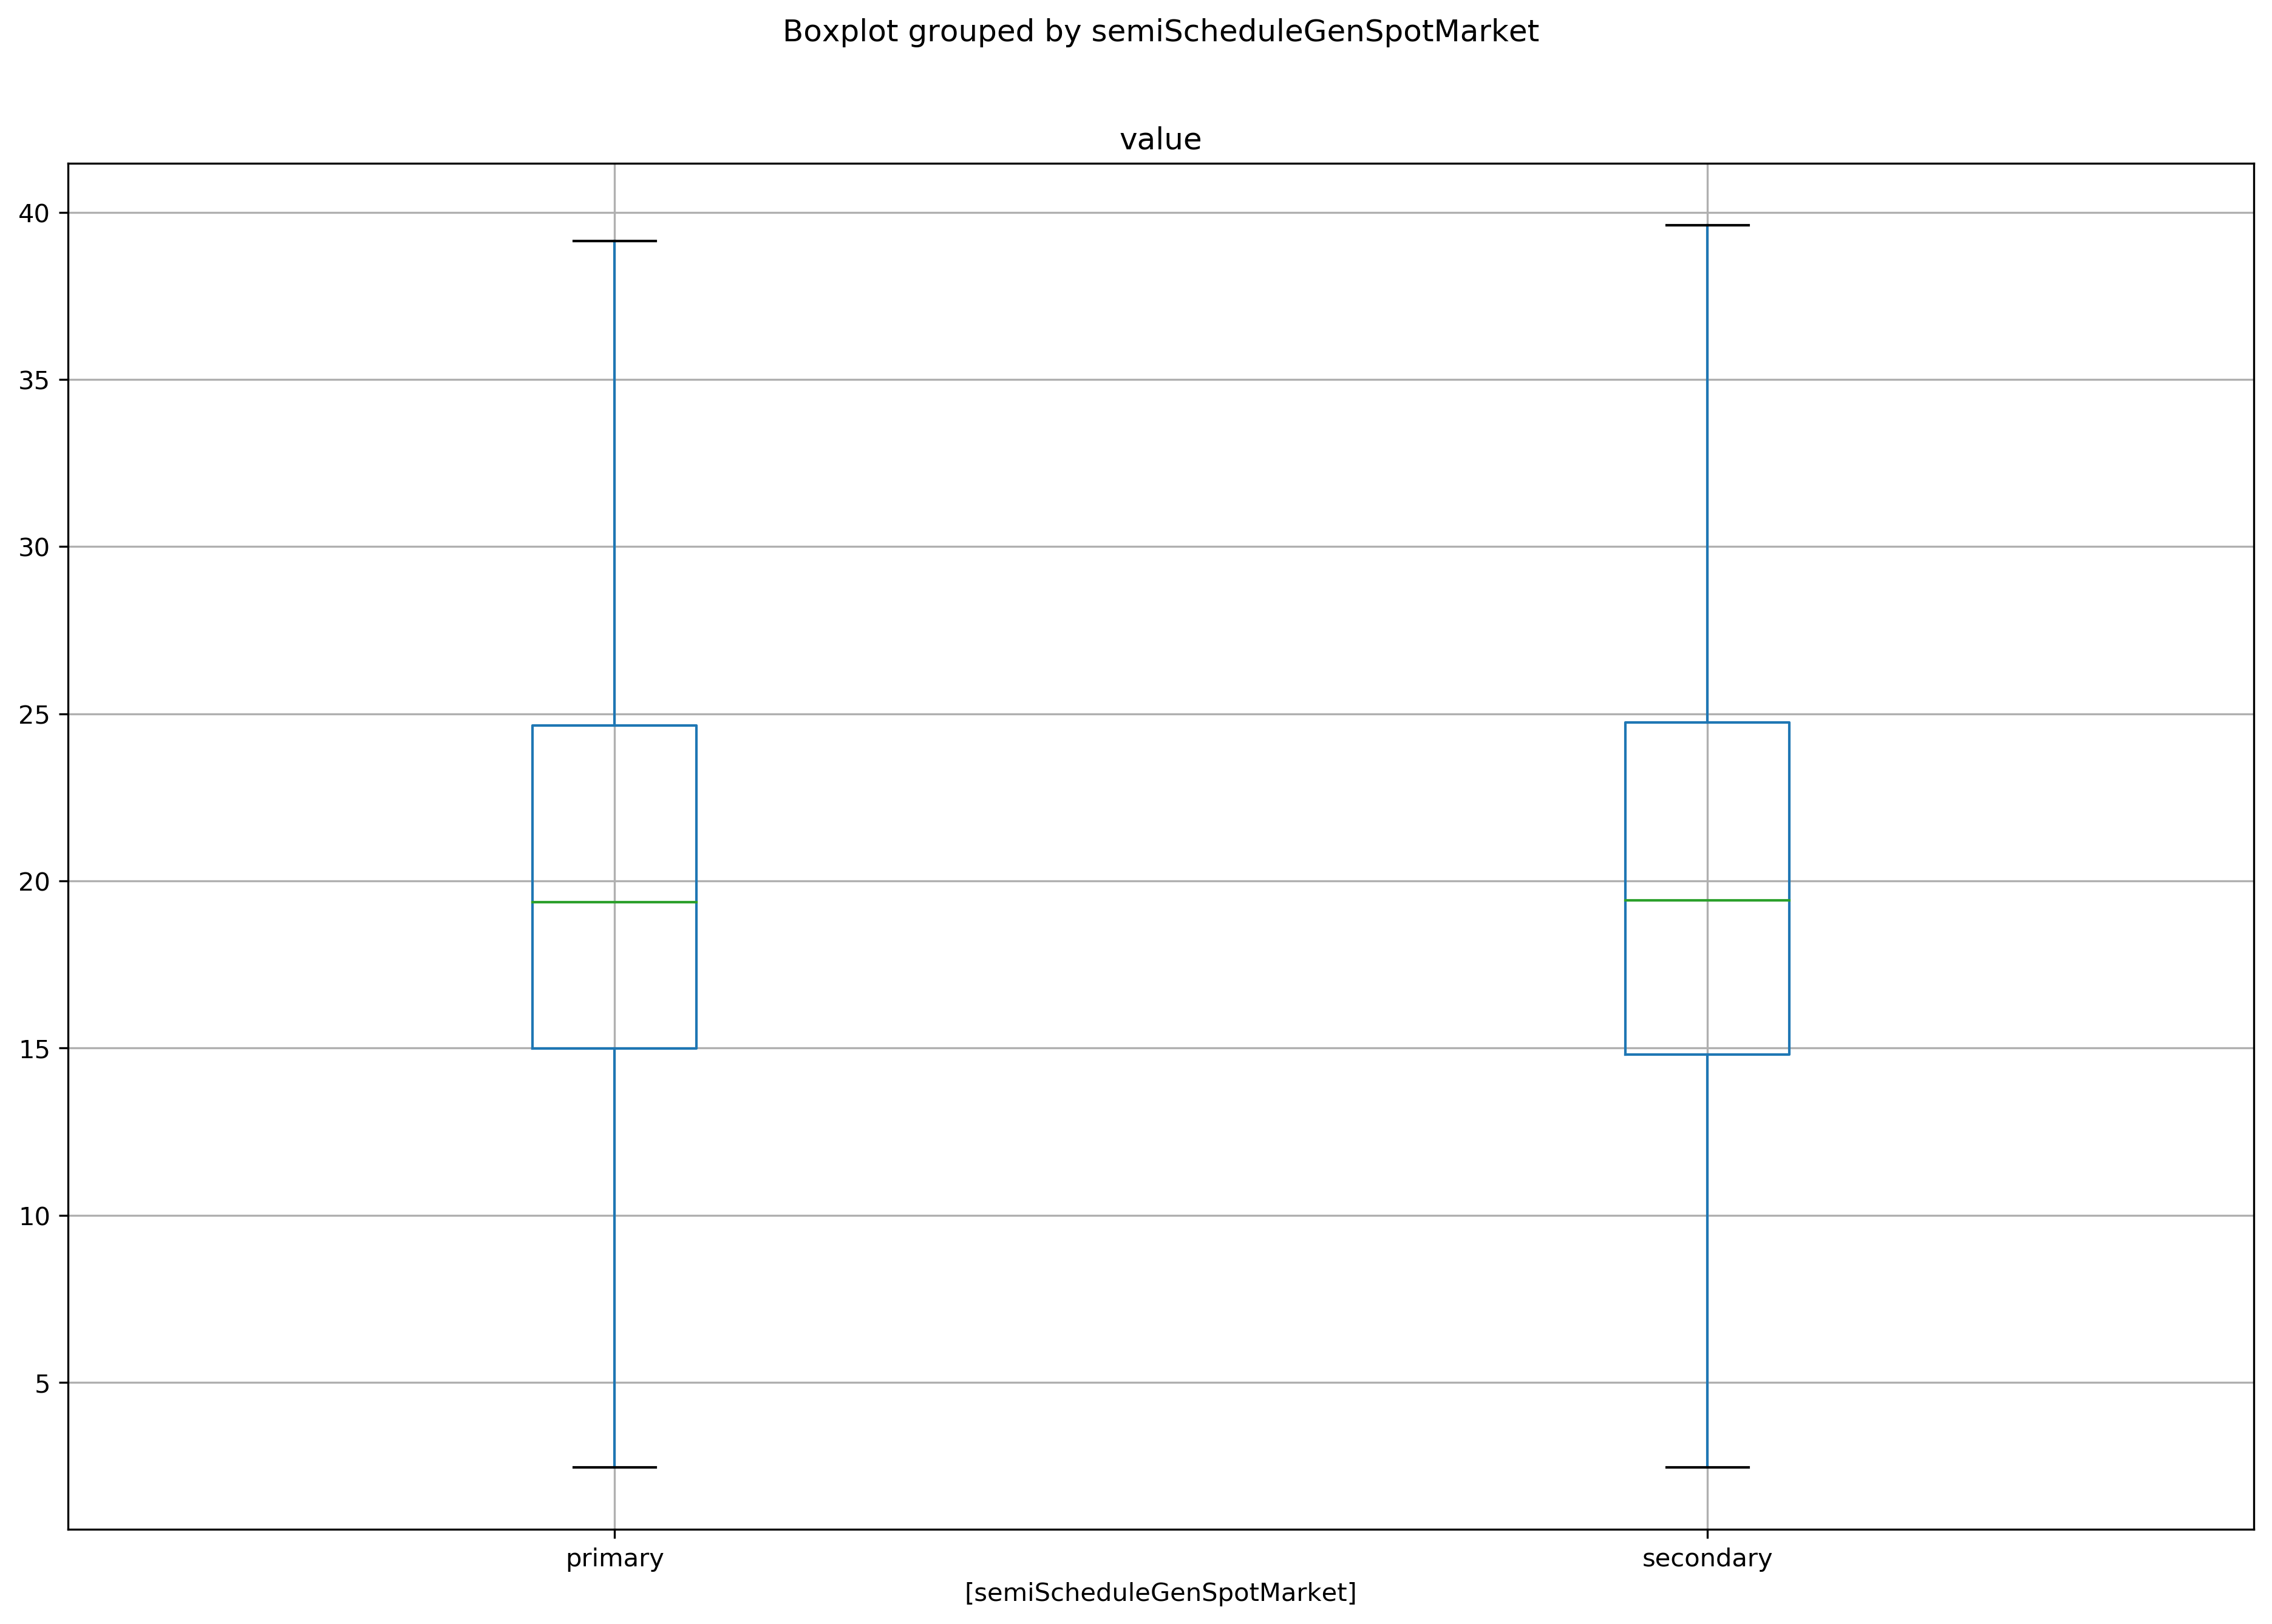 Boxplot grouped by semiScheduleGenSpotMarket
value
40
35
30
25
20
15
10
5
primary secondary
[semiScheduleGenSpotMarket]